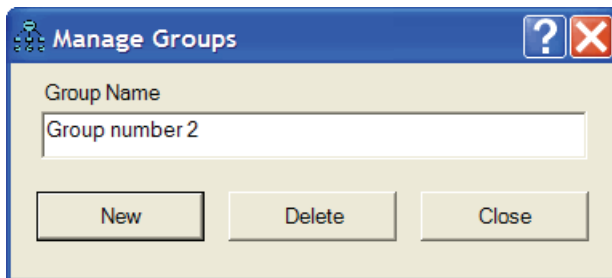 Manage Groups
Group Name
Group number 2
New Delete Close